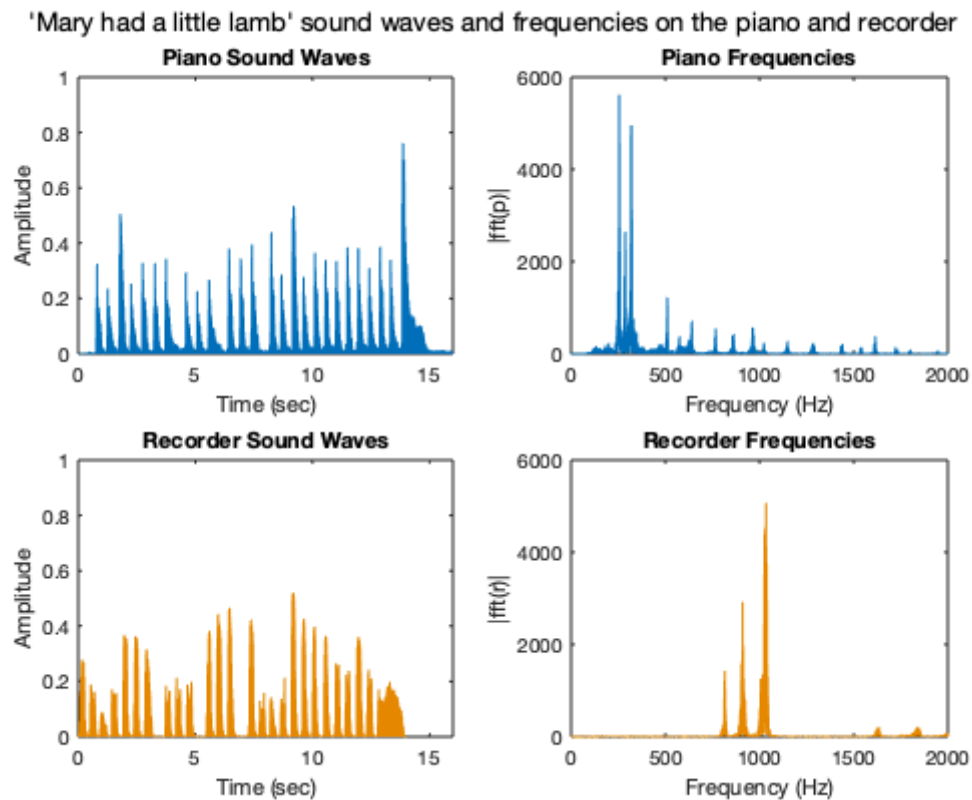 'Mary had a little lamb' sound waves and frequencies on the piano and recorder
Piano Sound Waves
1
0.8
0.6
0.4
0.2
0
Amplitude
0
5
10
15
Time (sec)
Piano Frequencies
6000
4000
2000
0
|fft(p)|
0
500
1000
1500
2000
Frequency (Hz)
Recorder Sound Waves
1
0.8
0.6
0.4
0.2
0
Amplitude
0
5
10
15
Time (sec)
Recorder Frequencies
6000
4000
2000
0
|fft(r)|
0
500
1000
1500
2000
Frequency (Hz)